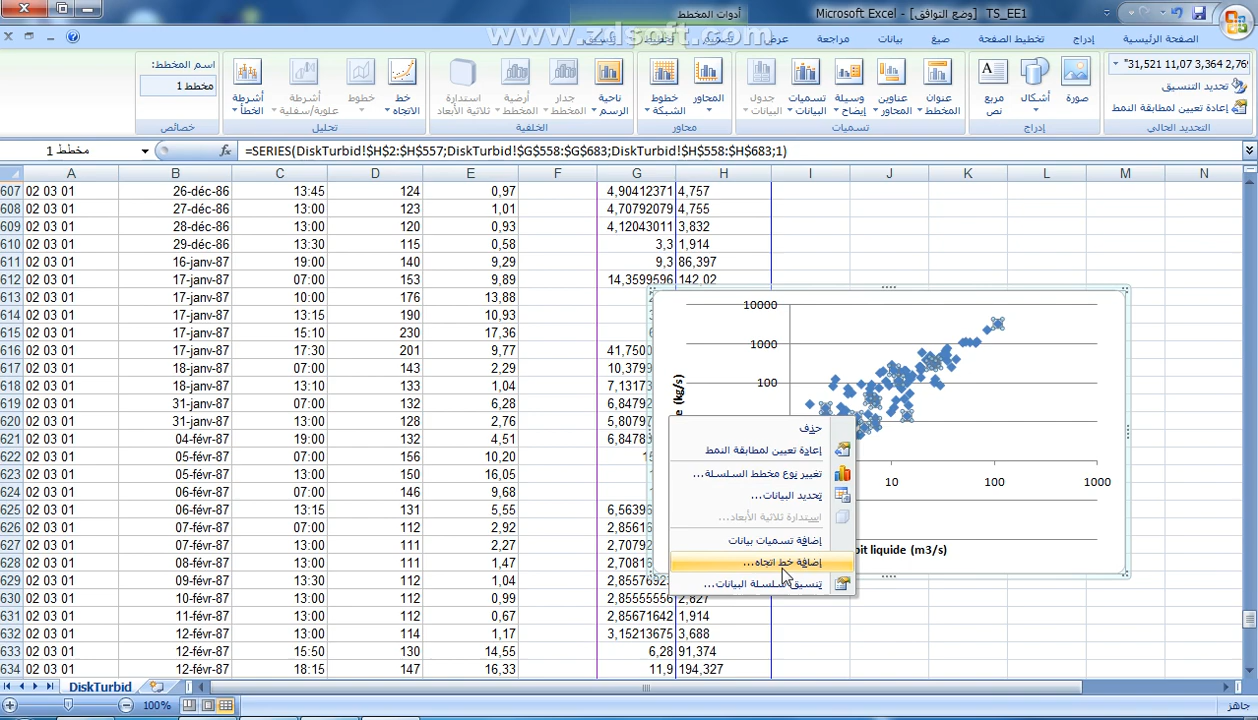 أدوات المخطط
TS_EE1 [وضع التوافق] - Microsoft Excel
www.zdsoft.com
الصفحة الرئيسية
إدراج
تخطيط الصفحة
صيغ
بيانات
مراجعة
عرض
تصميم
تخطيط
تنسيق
"31,521 11,07 3,364 2,76
تحديد التنسيق
إعادة تعيين لمطابقة النمط
التحديد الحالي
صورة
أشكال
مربع نص
إدراج
عنوان المخطط
عناوين المحاور
وسيلة إيضاح
تسميات البيانات
جدول البيانات
تسميات
المحاور
خطوط الشبكة
محاور
ناحية الرسم
جدار المخطط
أرضية المخطط
استدارة ثلاثية الأبعاد
الخلفية
خط الاتجاه
خطوط
أشرطة علوية/سفلية
أشرطة الخطأ
تحليل
اسم المخطط:
مخطط 1
خصائص
مخطط 1
fx
=SERIES(DiskTurbid!$H$2:$H$557;DiskTurbid!$G$558:$G$683;DiskTurbid!$H$558:$H$683;1)
A B C D E F G H I J K L M N
607 02 03 01 26-déc-86 13:45 124 0,97 4,90412371 4,757
608 02 03 01 27-déc-86 13:00 123 1,01 4,70792079 4,755
609 02 03 01 28-déc-86 13:00 120 0,93 4,12043011 3,832
610 02 03 01 29-déc-86 13:30 115 0,58 3,3 1,914
611 02 03 01 16-janv-87 19:00 140 9,29 9,3 86,397
612 02 03 01 17-janv-87 07:00 153 9,89 14,3599596 142,02
613 02 03 01 17-janv-87 10:00 176 13,88
614 02 03 01 17-janv-87 13:15 190 10,93
615 02 03 01 17-janv-87 15:10 230 17,36
616 02 03 01 17-janv-87 17:30 201 9,77 41,7500
617 02 03 01 18-janv-87 07:00 143 2,29 10,3799
618 02 03 01 18-janv-87 13:10 133 1,04 7,1317
619 02 03 01 31-janv-87 13:00 132 6,28 6,84792
620 02 03 01 31-janv-87 13:00 128 2,76 5,80797
621 02 03 01 04-févr-87 19:00 132 4,51 6,84783
622 02 03 01 05-févr-87 07:00 156 10,20
623 02 03 01 05-févr-87 13:00 150 16,05
624 02 03 01 06-févr-87 07:00 146 9,68
625 02 03 01 06-févr-87 13:15 131 5,55 6,56396
626 02 03 01 07-févr-87 07:00 112 2,92 2,85616
627 02 03 01 07-févr-87 13:00 111 2,27 2,70792
628 02 03 01 08-févr-87 13:00 111 1,47 2,70816
629 02 03 01 09-févr-87 13:30 112 1,04 2,85576923
630 02 03 01 10-févr-87 13:00 112 0,99 2,85555556 2,827
631 02 03 01 11-févr-87 13:00 112 0,67 2,85671642 1,914
632 02 03 01 12-févr-87 13:00 114 1,17 3,15213675 3,688
633 02 03 01 12-févr-87 15:50 130 14,55 6,28 91,374
634 02 03 01 12-févr-87 18:15 147 16,33 11,9 194,327
10000
1000
100
e (kg/s)
10 100 1000
bit liquide (m3/s)
حذف
إعادة تعيين لمطابقة النمط
تغيير نوع مخطط السلسلة...
تحديد البيانات...
استدارة ثلاثية الأبعاد...
إضافة تسميات بيانات
إضافة خط اتجاه...
تنسيق سلسلة البيانات...
DiskTurbid
100%
جاهز